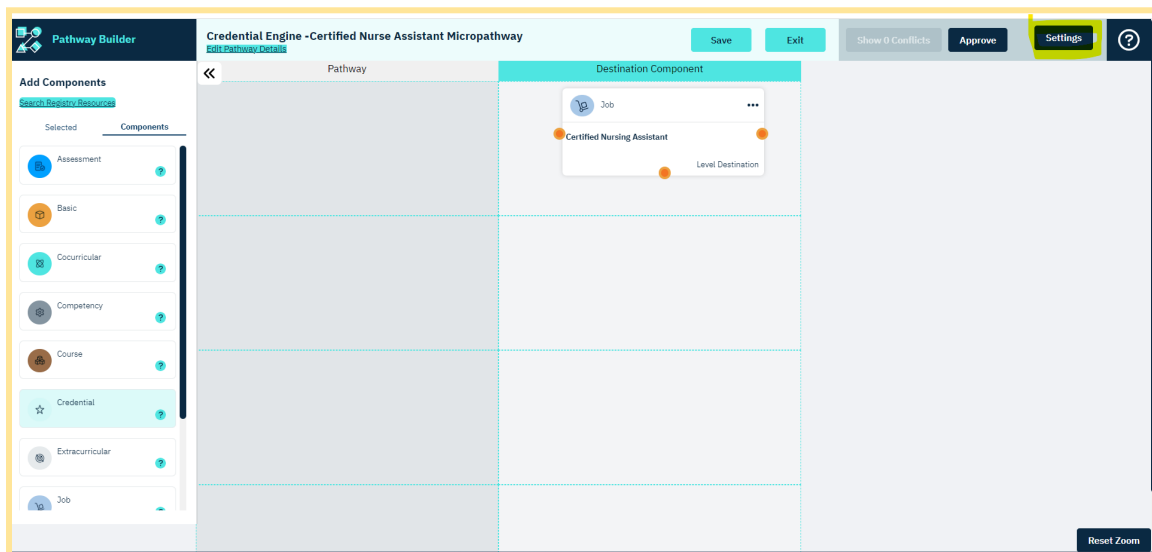 Pathway Builder
Credential Engine -Certified Nurse Assistant Micropathway
Edit Pathway Details
Save
Exit
Show 0 Conflicts
Approve
Settings
?
Add Components
Search Registry Resources
Selected
Components
Assessment
?
Basic
?
Cocurricular
?
Competency
?
Course
?
Credential
?
Extracurricular
?
Job
Pathway
Destination Component
Job
Certified Nursing Assistant
Level Destination
Reset Zoom